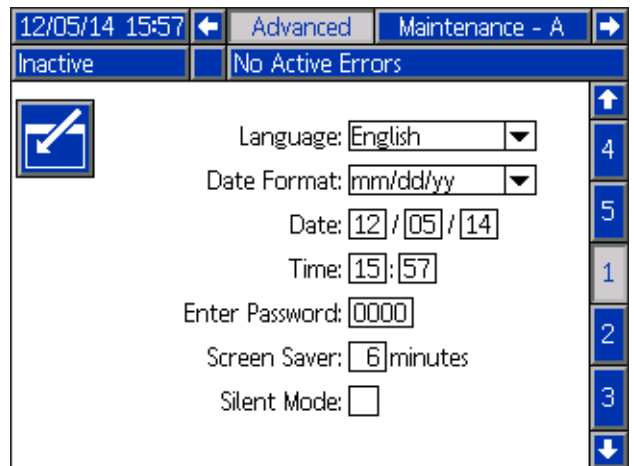 12/05/14 15:57 Advanced Maintenance - A
Inactive No Active Errors
Language: English
4
Date Format: mm/dd/yy
5
Date: 12 / 05 / 14
Time: 15 : 57
1
Enter Password: 0000
2
Screen Saver: 6 minutes
Silent Mode:
3